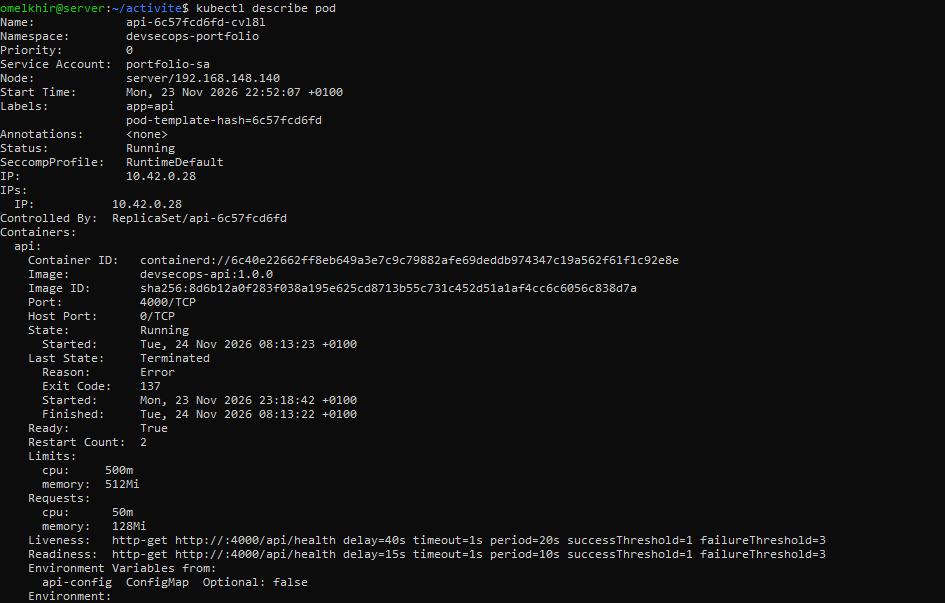 omelkhir@server:~/activite$ kubectl describe pod
Name:             api-6c57fcd6fd-cvl8l
Namespace:        devsecops-portfolio
Priority:         0
Service Account:  portfolio-sa
Node:             server/192.168.148.140
Start Time:       Mon, 23 Nov 2026 22:52:07 +0100
Labels:           app=api
                  pod-template-hash=6c57fcd6fd
Annotations:      <none>
Status:           Running
SeccompProfile:   RuntimeDefault
IP:               10.42.0.28
IPs:
  IP:           10.42.0.28
Controlled By:  ReplicaSet/api-6c57fcd6fd
Containers:
  api:
    Container ID:   containerd://6c40e22662ff8eb649a3e7c9c79882afe69deddb974347c19a562f61f1c92e8e
    Image:          devsecops-api:1.0.0
    Image ID:       sha256:8d6b12a0f283f038a195e625cd8713b55c731c452d51a1af4cc6c6056c838d7a
    Port:           4000/TCP
    Host Port:      0/TCP
    State:          Running
      Started:      Tue, 24 Nov 2026 08:13:23 +0100
    Last State:     Terminated
      Reason:       Error
      Exit Code:    137
      Started:      Mon, 23 Nov 2026 23:18:42 +0100
      Finished:     Tue, 24 Nov 2026 08:13:22 +0100
    Ready:          True
    Restart Count:  2
    Limits:
      cpu:     500m
      memory:  512Mi
    Requests:
      cpu:      50m
      memory:   128Mi
    Liveness:   http-get http://:4000/api/health delay=40s timeout=1s period=20s successThreshold=1 failureThreshold=3
    Readiness:  http-get http://:4000/api/health delay=15s timeout=1s period=10s successThreshold=1 failureThreshold=3
    Environment Variables from:
      api-config  ConfigMap  Optional: false
    Environment: